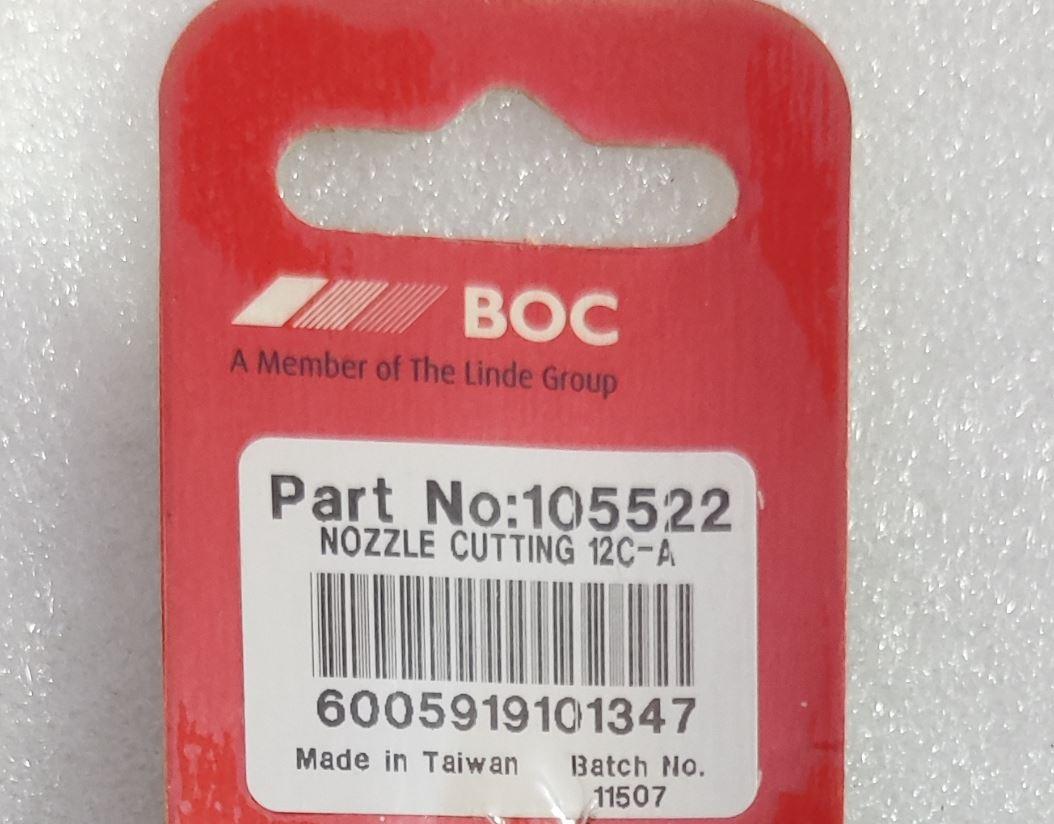 BOC
A Member of The Linde Group
Part No:105522
NOZZLE CUTTING 12C-A
6005919101347
Made in Taiwan
Batch No.
11507